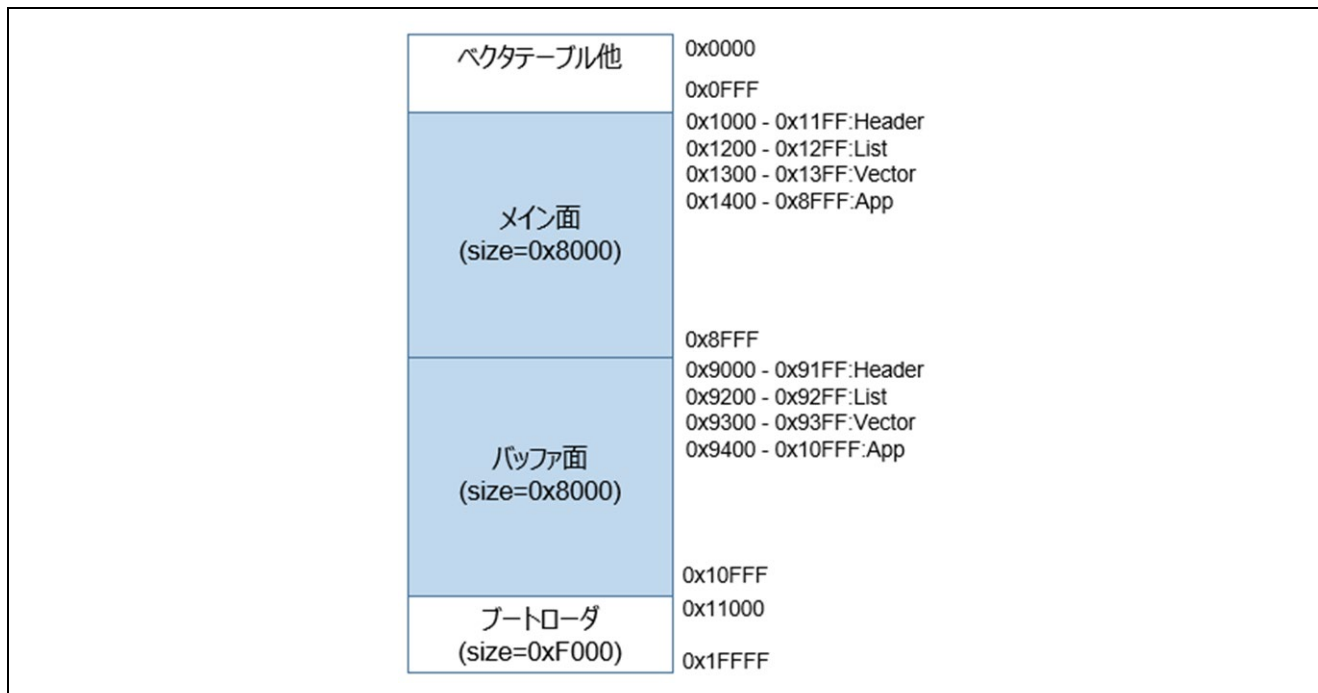 ベクタテーブル他
0x0000
0x0FFF
0x1000 - 0x11FF:Header
0x1200 - 0x12FF:List
0x1300 - 0x13FF:Vector
0x1400 - 0x8FFF:App
メイン面
(size=0x8000)
0x8FFF
0x9000 - 0x91FF:Header
0x9200 - 0x92FF:List
0x9300 - 0x93FF:Vector
0x9400 - 0x10FFF:App
バッファ面
(size=0x8000)
0x10FFF
0x11000
ブートローダ
(size=0xF000)
0x1FFFF